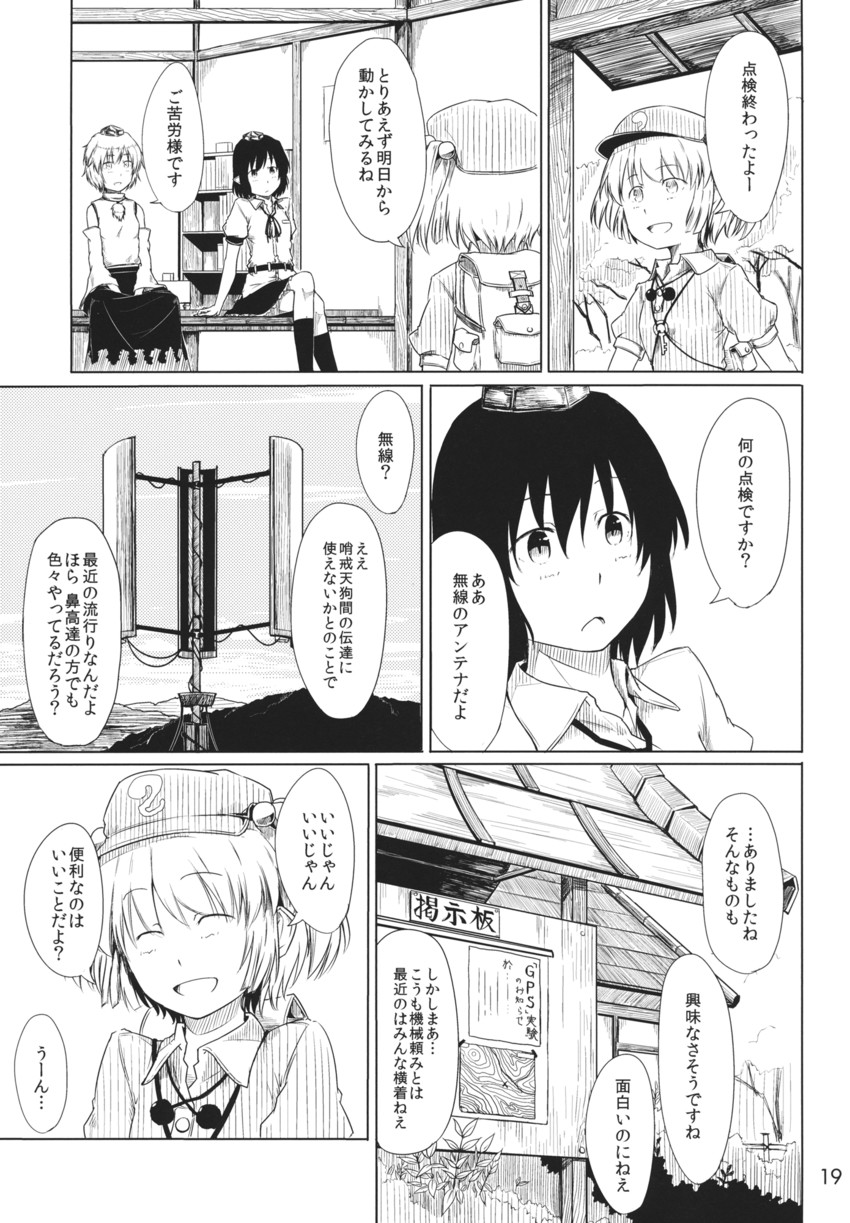 点検終わったよー
とりあえず明日から
動かしてみるね
ご苦労様です
何の点検ですか?
ああ
無線のアンテナだよ
無線?
ええ
哨戒天狗間の伝達に
使えないかとのことで
最近の流行りなんだよ
ほら 鼻高達の方でも
色々やってるだろう?
…ありましたね
そんなものも
興味なさそうですね
面白いのにねえ
掲示板
「GPS実験
のお知らせ
しかしまあ…
こうも機械頼みとは
最近のはみんな横着ねえ
いいじゃん
いいじゃん
便利なのは
いいことだよ?
うーん…
19